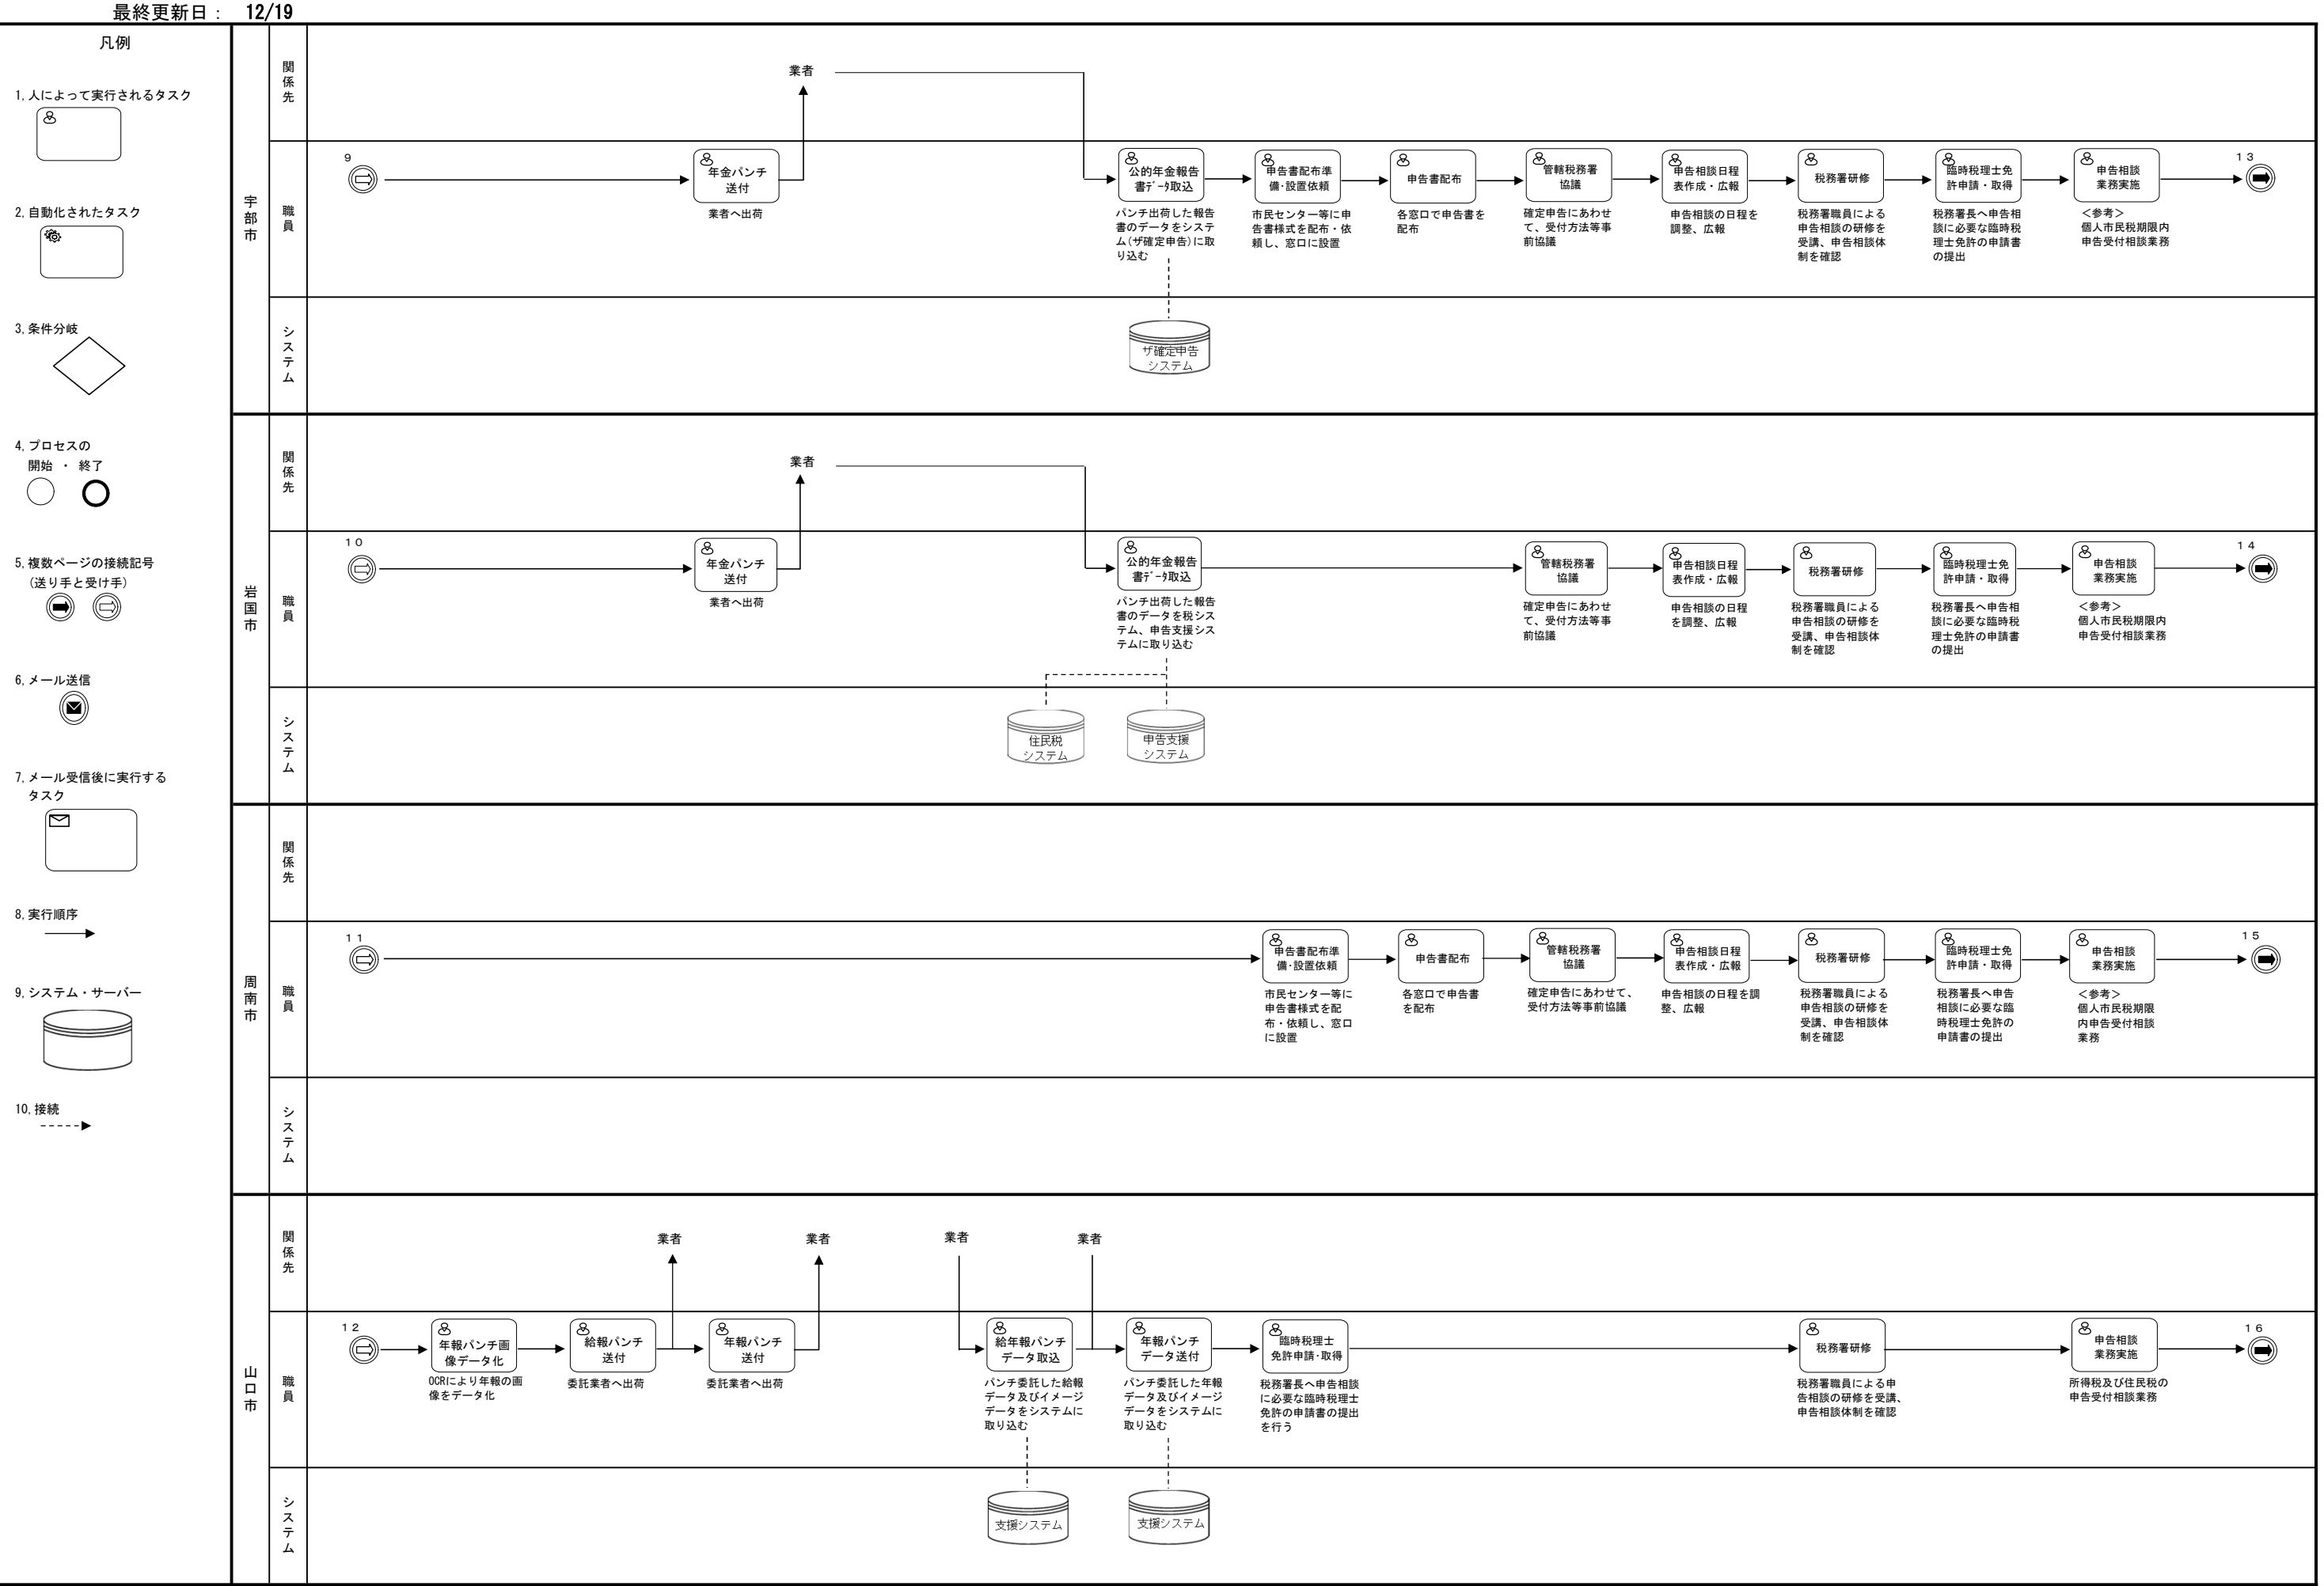 最終更新日： 12/19
凡例
1,人によって実行されるタスク
2,自動化されたタスク
3,条件分岐
4,プロセスの
開始 ・ 終了
5,複数ページの接続記号
(送り手と受け手)
6,メール送信
7,メール受信後に実行する
タスク
8,実行順序
9,システム・サーバー
10,接続
宇部市
関係先
業者
職員
9
年金パンチ
送付
業者へ出荷
公的年金報告
書ﾃﾞｰﾀ取込
パンチ出荷した報告
書のデータをシステ
ム(ザ確定申告)に取
り込む
申告書配布準
備･設置依頼
市民センター等に申
告書様式を配布・依
頼し、窓口に設置
申告書配布
各窓口で申告書を
配布
管轄税務署
協議
確定申告にあわせ
て、受付方法等事
前協議
申告相談日程
表作成・広報
申告相談の日程を
調整、広報
税務署研修
税務署職員による
申告相談の研修を
受講、申告相談体
制を確認
臨時税理士免
許申請・取得
税務署長へ申告相
談に必要な臨時税
理士免許の申請書
の提出
申告相談
業務実施
＜参考＞
個人市民税期限内
申告受付相談業務
13
システム
ザ確定申告
システム
岩国市
関係先
業者
職員
10
年金パンチ
送付
業者へ出荷
公的年金報告
書ﾃﾞｰﾀ取込
パンチ出荷した報告
書のデータを税シス
テム、申告支援シス
テムに取り込む
管轄税務署
協議
確定申告にあわせ
て、受付方法等事
前協議
申告相談日程
表作成・広報
申告相談の日程
を調整、広報
税務署研修
税務署職員による
申告相談の研修を
受講、申告相談体
制を確認
臨時税理士免
許申請・取得
税務署長へ申告相
談に必要な臨時税
理士免許の申請書
の提出
申告相談
業務実施
＜参考＞
個人市民税期限内
申告受付相談業務
14
システム
住民税
システム
申告支援
システム
周南市
関係先
職員
11
申告書配布準
備･設置依頼
市民センター等に
申告書様式を配
布・依頼し、窓口
に設置
申告書配布
各窓口で申告書
を配布
管轄税務署
協議
確定申告にあわせて、
受付方法等事前協議
申告相談日程
表作成・広報
申告相談の日程を調
整、広報
税務署研修
税務署職員による
申告相談の研修を
受講、申告相談体
制を確認
臨時税理士免
許申請・取得
税務署長へ申告
相談に必要な臨
時税理士免許の
申請書の提出
申告相談
業務実施
＜参考＞
個人市民税期限
内申告受付相談
業務
15
システム
山口市
関係先
業者
業者
業者
業者
職員
12
年報パンチ画
像データ化
OCRにより年報の画
像をデータ化
給報パンチ
送付
委託業者へ出荷
年報パンチ
送付
委託業者へ出荷
給年報パンチ
データ取込
パンチ委託した給報
データ及びイメージ
データをシステムに
取り込む
年報パンチ
データ送付
パンチ委託した年報
データ及びイメージ
データをシステムに
取り込む
臨時税理士
免許申請･取得
税務署長へ申告相談
に必要な臨時税理士
免許の申請書の提出
を行う
税務署研修
税務署職員による申
告相談の研修を受講、
申告相談体制を確認
申告相談
業務実施
所得税及び住民税の
申告受付相談業務
16
システム
支援システム
支援システム